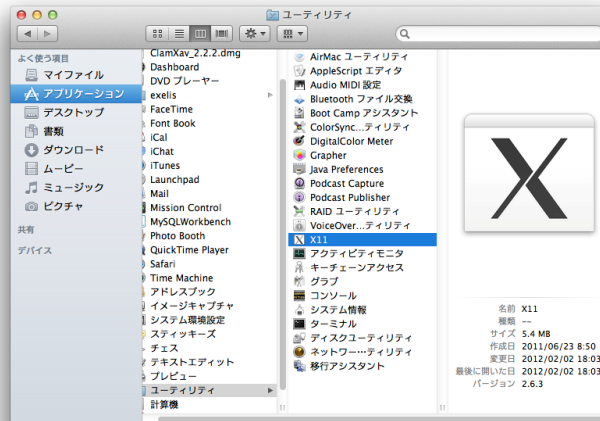 ユーティリティ
よく使う項目
マイファイル
アプリケーション
デスクトップ
書類
ダウンロード
ムービー
ミュージック
ピクチャ
共有
デバイス
ClamXav_2.2.2.dmg
Dashboard
DVD プレーヤー
exelis
FaceTime
Font Book
iCal
iChat
iTunes
Launchpad
Mail
Mission Control
MySQLWorkbench
Photo Booth
QuickTime Player
Safari
Time Machine
アドレスブック
イメージキャプチャ
システム環境設定
スティッキーズ
チェス
テキストエディット
プレビュー
ユーティリティ
計算機
AirMac ユーティリティ
AppleScript エディタ
Audio MIDI 設定
Bluetooth ファイル交換
Boot Camp アシスタント
ColorSync...ティリティ
DigitalColor Meter
Grapher
Java Preferences
Podcast Capture
Podcast Publisher
RAID ユーティリティ
VoiceOver...ティリティ
X11
アクティビティモニタ
キーチェーンアクセス
グラブ
コンソール
システム情報
ターミナル
ディスクユーティリティ
ネットワー…ティリティ
移行アシスタント
名前 X11
種類 --
サイズ 5.4 MB
作成日 2011/06/23 8:50
変更日 2012/02/02 18:03
最後に開いた日 2012/02/02 18:03
バージョン 2.6.3